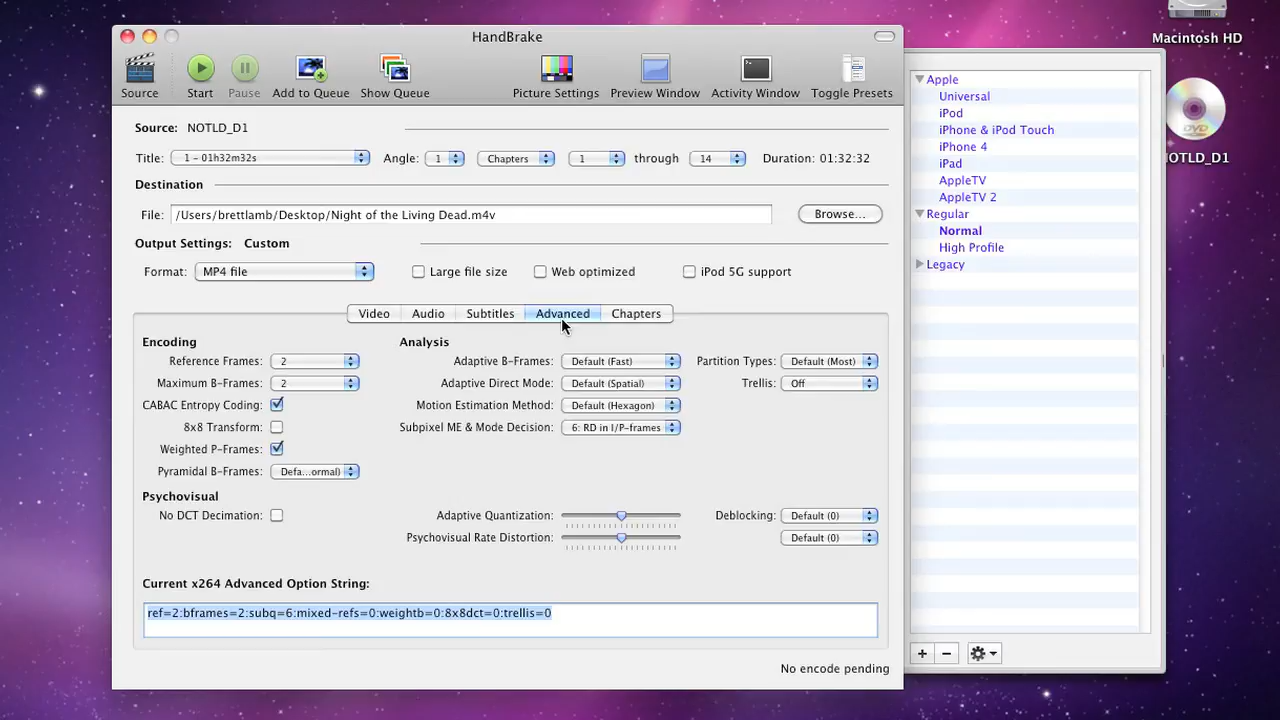 HandBrake
Macintosh HD
Source
Start
Pause
Add to Queue
Show Queue
Picture Settings
Preview Window
Activity Window
Toggle Presets
Source: NOTLD_D1
Title: 1 - 01h32m32s Angle: 1 Chapters 1 through 14 Duration: 01:32:32
Destination
File: /Users/brettlamb/Desktop/Night of the Living Dead.m4v Browse...
Output Settings: Custom
Format: MP4 file Large file size Web optimized iPod 5G support
Video Audio Subtitles Advanced Chapters
Encoding
Reference Frames: 2
Maximum B-Frames: 2
CABAC Entropy Coding:
8x8 Transform:
Weighted P-Frames:
Pyramidal B-Frames: Defa...ormal)
Analysis
Adaptive B-Frames: Default (Fast)
Adaptive Direct Mode: Default (Spatial)
Motion Estimation Method: Default (Hexagon)
Subpixel ME & Mode Decision: 6: RD in I/P-frames
Partition Types: Default (Most)
Trellis: Off
Psychovisual
No DCT Decimation:
Adaptive Quantization:
Psychovisual Rate Distortion:
Deblocking: Default (0)
Default (0)
Current x264 Advanced Option String:
ref=2:bframes=2:subq=6:mixed-refs=0:weightb=0:8x8dct=0:trellis=0
No encode pending
Apple
Universal
iPod
iPhone & iPod Touch
iPhone 4
iPad
AppleTV
AppleTV 2
Regular
Normal
High Profile
Legacy
DVD
NOTLD_D1